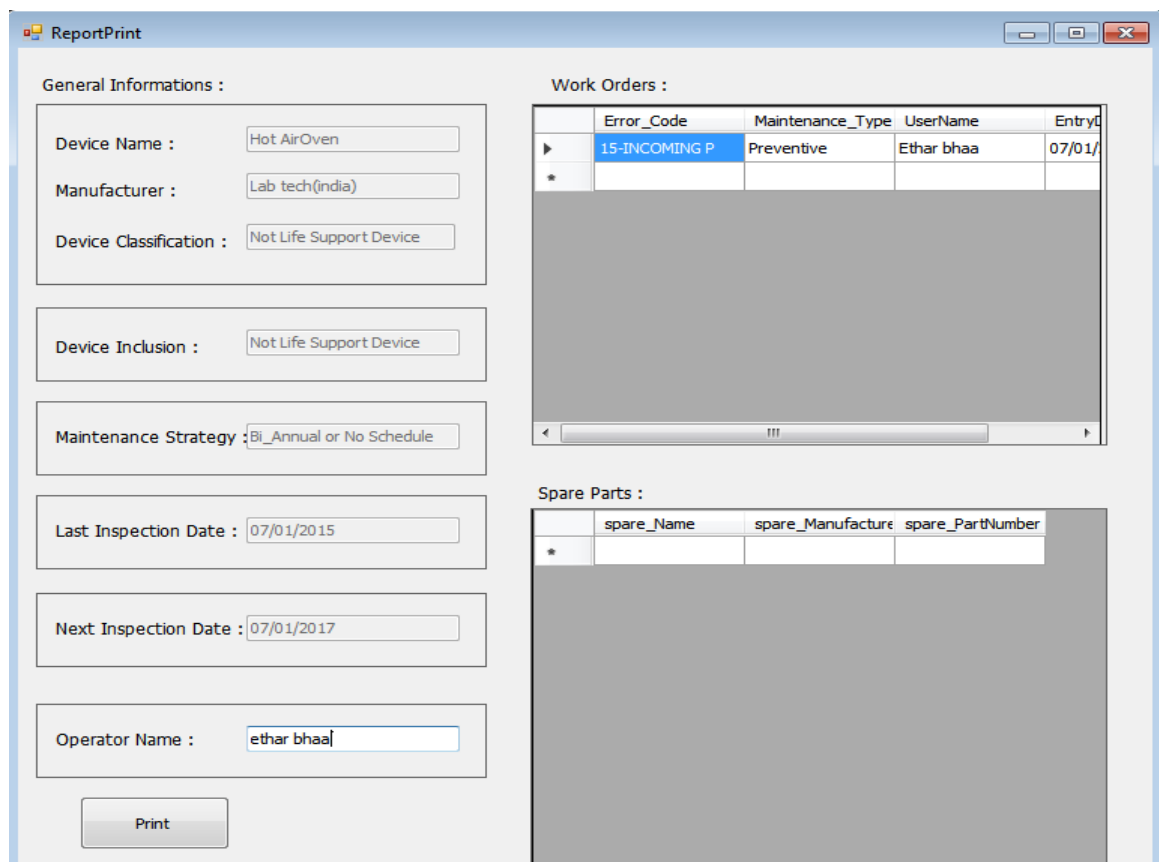 ReportPrint
General Informations :
Device Name : Hot AirOven
Manufacturer : Lab tech(india)
Device Classification : Not Life Support Device
Device Inclusion : Not Life Support Device
Maintenance Strategy : Bi_Annual or No Schedule
Last Inspection Date : 07/01/2015
Next Inspection Date : 07/01/2017
Operator Name : ethar bhaa
Print
Work Orders :
Error_Code Maintenance_Type UserName EntryD
15-INCOMING P Preventive Ethar bhaa 07/01/
Spare Parts :
spare_Name spare_Manufacture spare_PartNumber